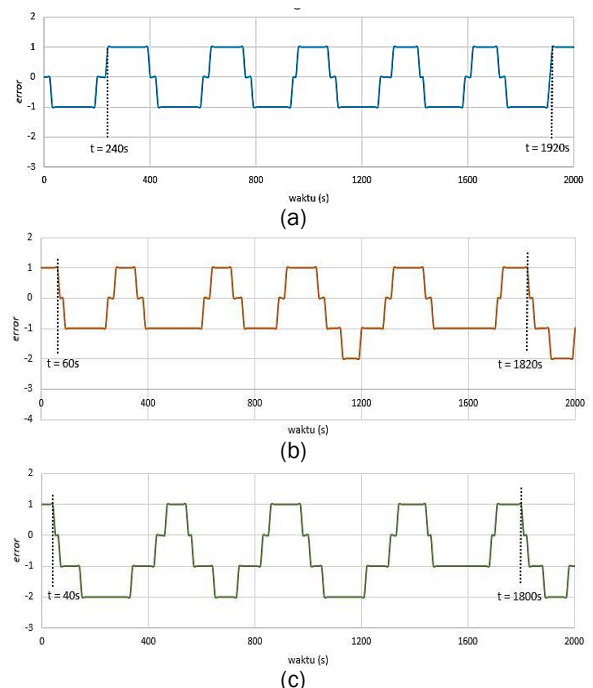 2
1
0
-1
-2
-3
error
t = 240s
t = 1920s
0 400 800 1200 1600 2000
waktu (s)
(a)
2
1
0
-1
-2
-3
-4
error
t = 60s
t = 1820s
0 400 800 1200 1600 2000
waktu (s)
(b)
2
1
0
-1
-2
-3
error
t = 40s
t = 1800s
0 400 800 1200 1600 2000
waktu (s)
(c)